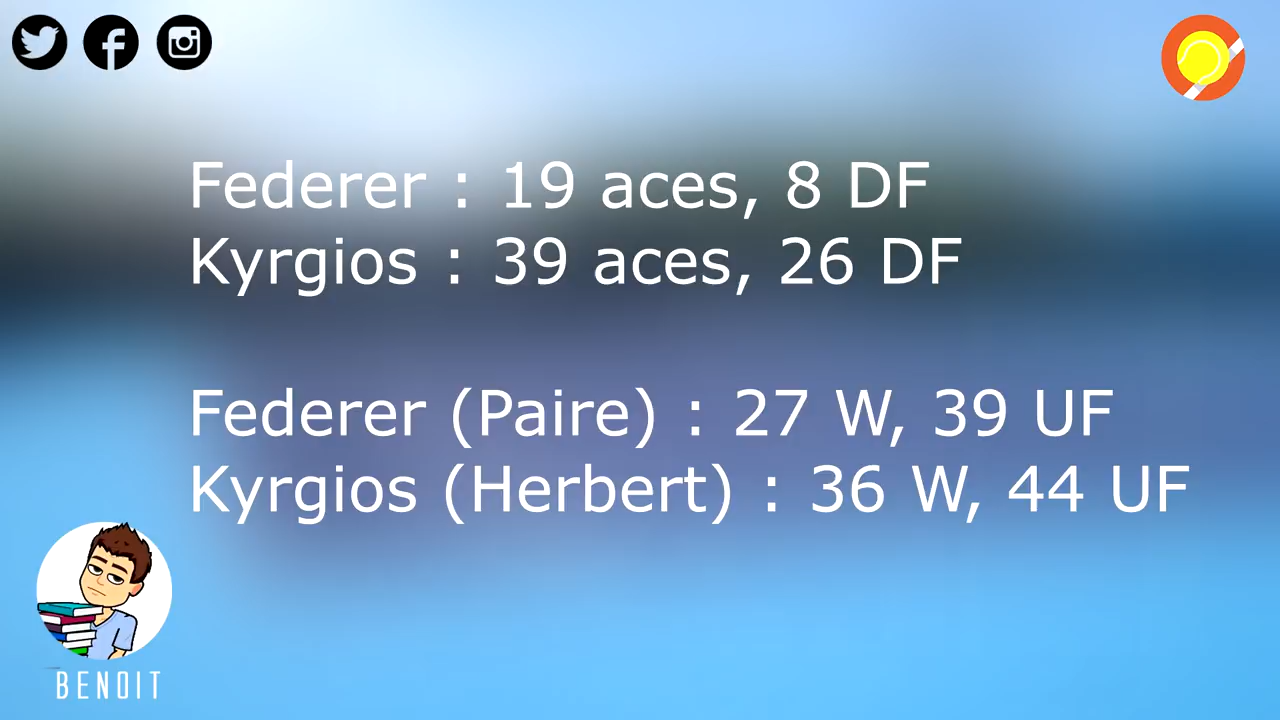 Federer : 19 aces, 8 DF
Kyrgios : 39 aces, 26 DF
Federer (Paire) : 27 W, 39 UF
Kyrgios (Herbert) : 36 W, 44 UF
BENOIT